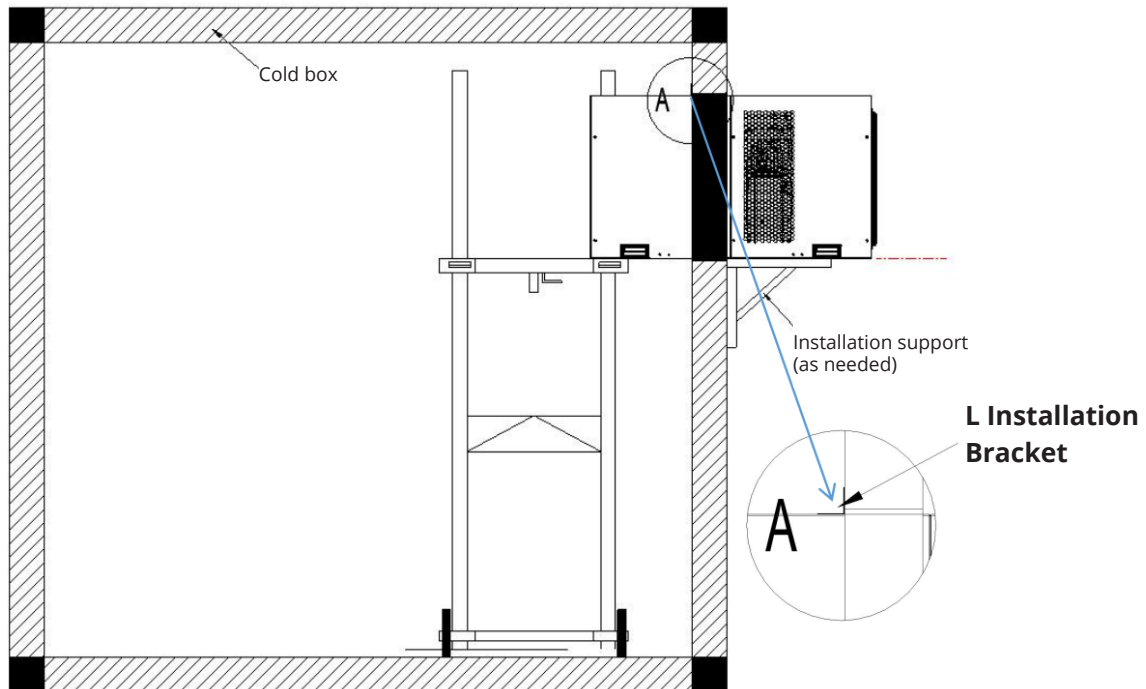 Cold box
A
Installation support
(as needed)
L Installation
Bracket
A